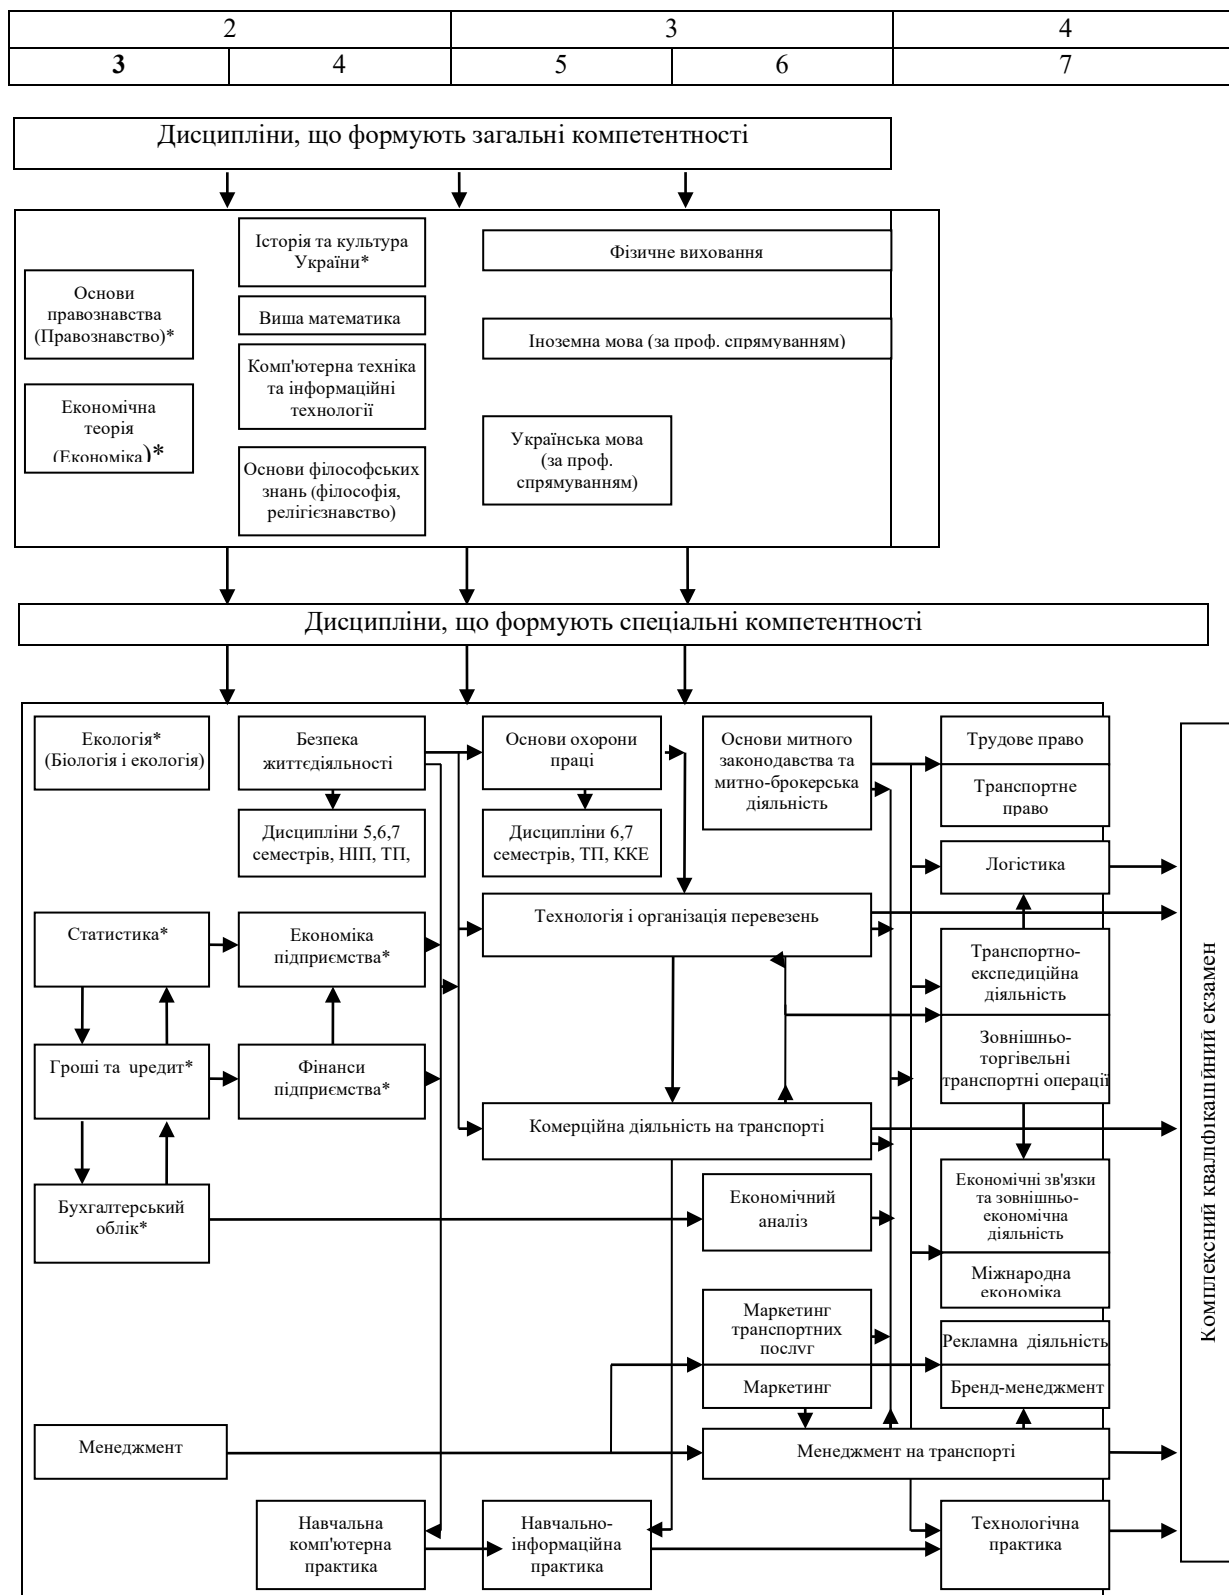 2 3 4
3 4 5 6 7
Дисципліни, що формують загальні компетентності
Історія та культура
України*
Фізичне виховання
Основи
правознавства
(Правознавство)*
Виша математика
Іноземна мова (за проф. спрямуванням)
Комп'ютерна техніка
та інформаційні
технології
Економічна
теорія
(Економіка)*
Українська мова
(за проф.
спрямуванням)
Основи філософських
знань (філософія,
релігієзнавство)
Дисципліни, що формують спеціальні компетентності
Екологія*
(Біологія і екологія)
Безпека
життєдіяльності
Основи охорони
праці
Основи митного
законодавства та
митно-брокерська
діяльність
Трудове право
Транспортне
право
Дисципліни 5,6,7
семестрів, НІП, ТП,
Дисципліни 6,7
семестрів, ТП, ККЕ
Логістика
Технологія і організація перевезень
Статистика*
Економіка
підприємства*
Транспортно-
експедиційна
діяльність
Гроші та цредит*
Фінанси
підприємства*
Зовнішньо-
торгівельні
транспортні операції
Комерційна діяльність на транспорті
Бухгалтерський
облік*
Економічний
аналіз
Економічні зв'язки
та зовнішньо-
економічна
діяльність
Міжнародна
економіка
Маркетинг
транспортних
послуг
Маркетинг
Рекламна діяльність
Бренд-менеджмент
Менеджмент
Менеджмент на транспорті
Навчальна
комп'ютерна
практика
Навчально-
інформаційна
практика
Технологічна
практика
Комплексний кваліфікаційний екзамен